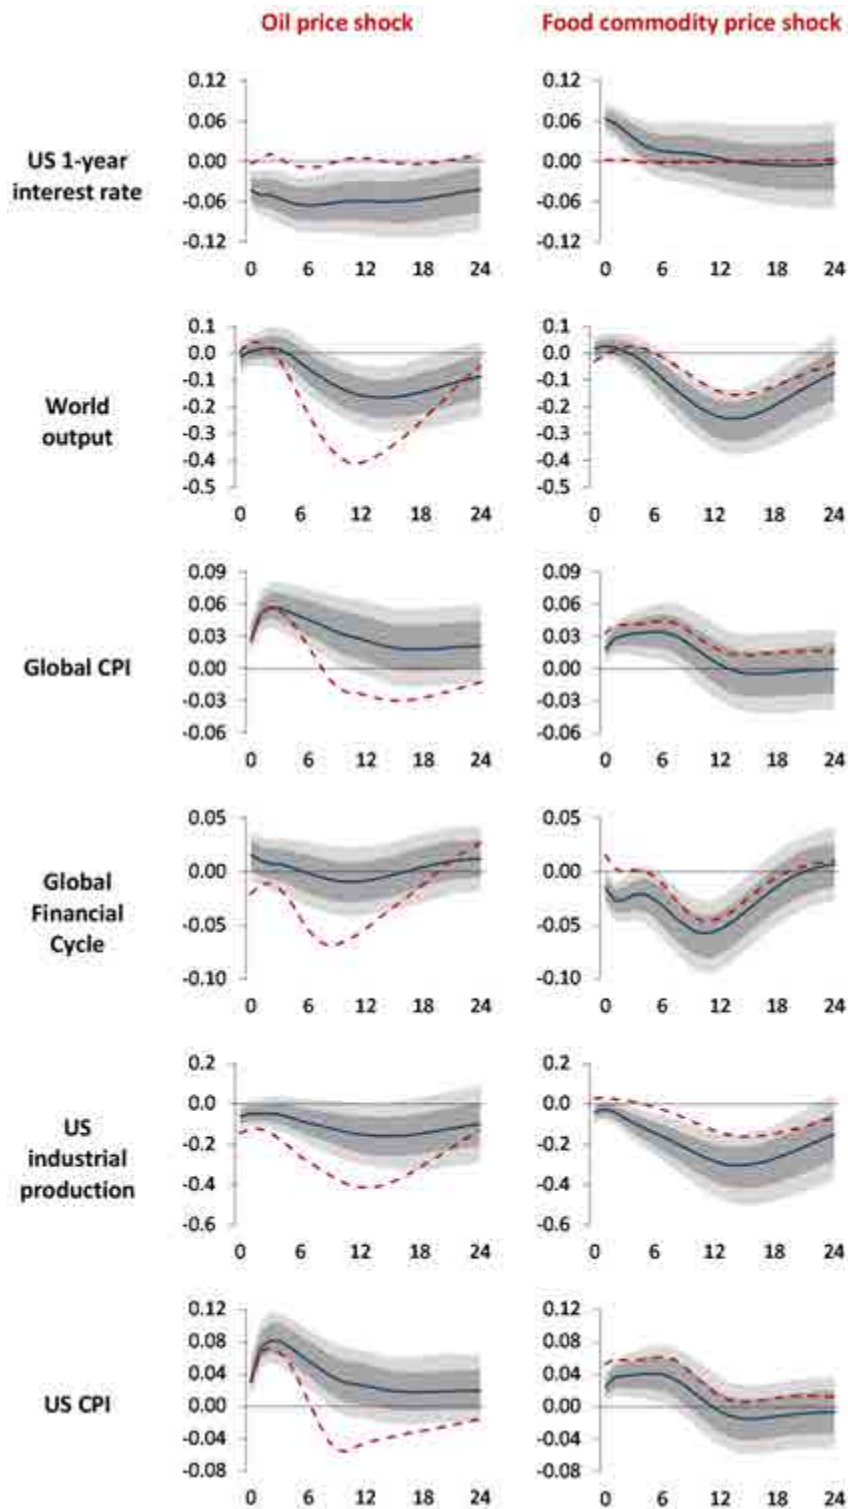 Oil price shock Food commodity price shock
US 1-year
interest rate
0.12 0.12
0.06 0.06
0.00 0.00
-0.06 -0.06
-0.12 -0.12
0 6 12 18 24 0 6 12 18 24
World
output
0.1 0.1
0.0 0.0
-0.1 -0.1
-0.2 -0.2
-0.3 -0.3
-0.4 -0.4
-0.5 -0.5
0 6 12 18 24 0 6 12 18 24
Global CPI
0.09 0.09
0.06 0.06
0.03 0.03
0.00 0.00
-0.03 -0.03
-0.06 -0.06
0 6 12 18 24 0 6 12 18 24
Global
Financial
Cycle
0.05 0.05
0.00 0.00
-0.05 -0.05
-0.10 -0.10
0 6 12 18 24 0 6 12 18 24
US
industrial
production
0.2 0.2
0.0 0.0
-0.2 -0.2
-0.4 -0.4
-0.6 -0.6
0 6 12 18 24 0 6 12 18 24
US CPI
0.12 0.12
0.08 0.08
0.04 0.04
0.00 0.00
-0.04 -0.04
-0.08 -0.08
0 6 12 18 24 0 6 12 18 24